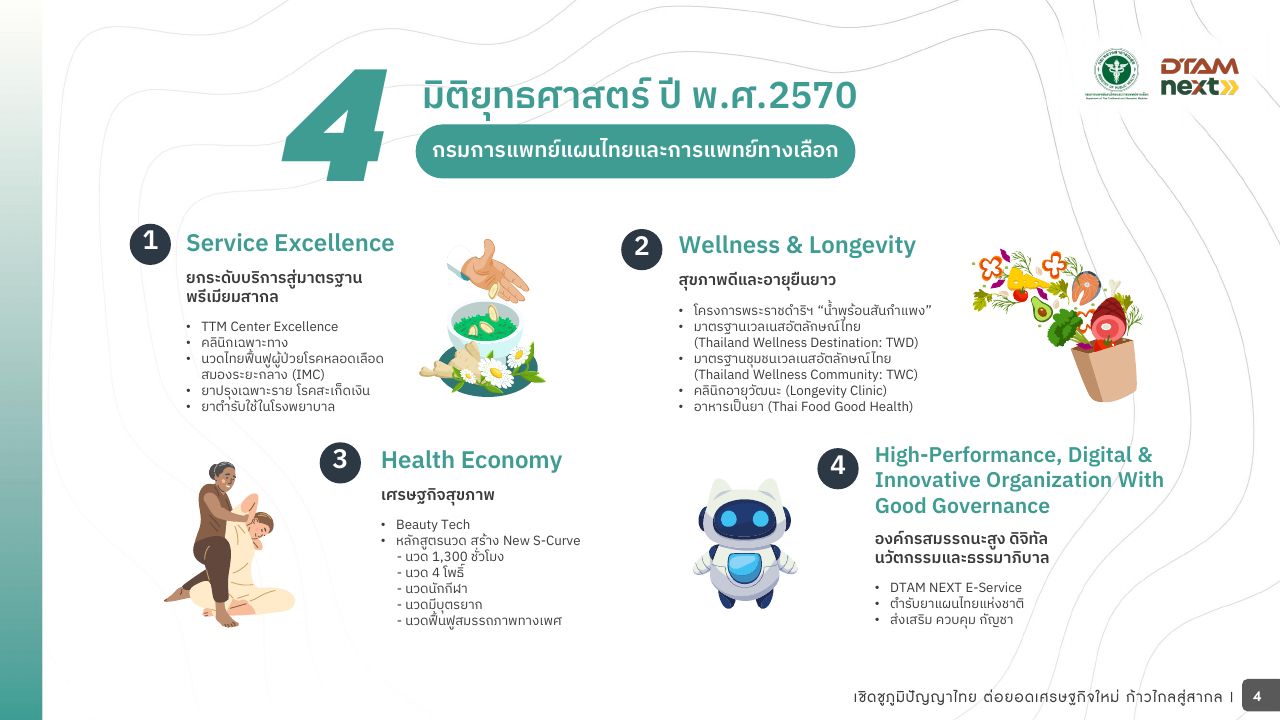 4
มิติยุทธศาสตร์ ปี พ.ศ.2570
กรมการแพทย์แผนไทยและการแพทย์ทางเลือก
DTAM
next
1
Service Excellence
ยกระดับบริการสู่มาตรฐาน
พรีเมียมสากล
• TTM Center Excellence
• คลินิกเฉพาะทาง
• นวดไทยฟื้นฟูผู้ป่วยโรคหลอดเลือด
สมองระยะกลาง (IMC)
• ยาปรุงเฉพาะราย โรคสะเก็ดเงิน
• ยาตำรับใช้ในโรงพยาบาล
2
Wellness & Longevity
สุขภาพดีและอายุยืนยาว
• โครงการพระราชดำริฯ “น้ำพุร้อนสันกำแพง”
• มาตรฐานเวลเนสอัตลักษณ์ไทย
(Thailand Wellness Destination: TWD)
• มาตรฐานชุมชนเวลเนสอัตลักษณ์ไทย
(Thailand Wellness Community: TWC)
• คลินิกอายุวัฒนะ (Longevity Clinic)
• อาหารเป็นยา (Thai Food Good Health)
3
Health Economy
เศรษฐกิจสุขภาพ
• Beauty Tech
• หลักสูตรนวด สร้าง New S-Curve
- นวด 1,300 ชั่วโมง
- นวด 4 โพธิ์
- นวดนักกีฬา
- นวดมีบุตรยาก
- นวดฟื้นฟูสมรรถภาพทางเพศ
4
High-Performance, Digital &
Innovative Organization With
Good Governance
องค์กรสมรรถนะสูง ดิจิทัล
นวัตกรรมและธรรมาภิบาล
• DTAM NEXT E-Service
• ตำรับยาแผนไทยแห่งชาติ
• ส่งเสริม ควบคุม กัญชา
เชิดชูภูมิปัญญาไทย ต่อยอดเศรษฐกิจใหม่ ก้าวไกลสู่สากล | 4